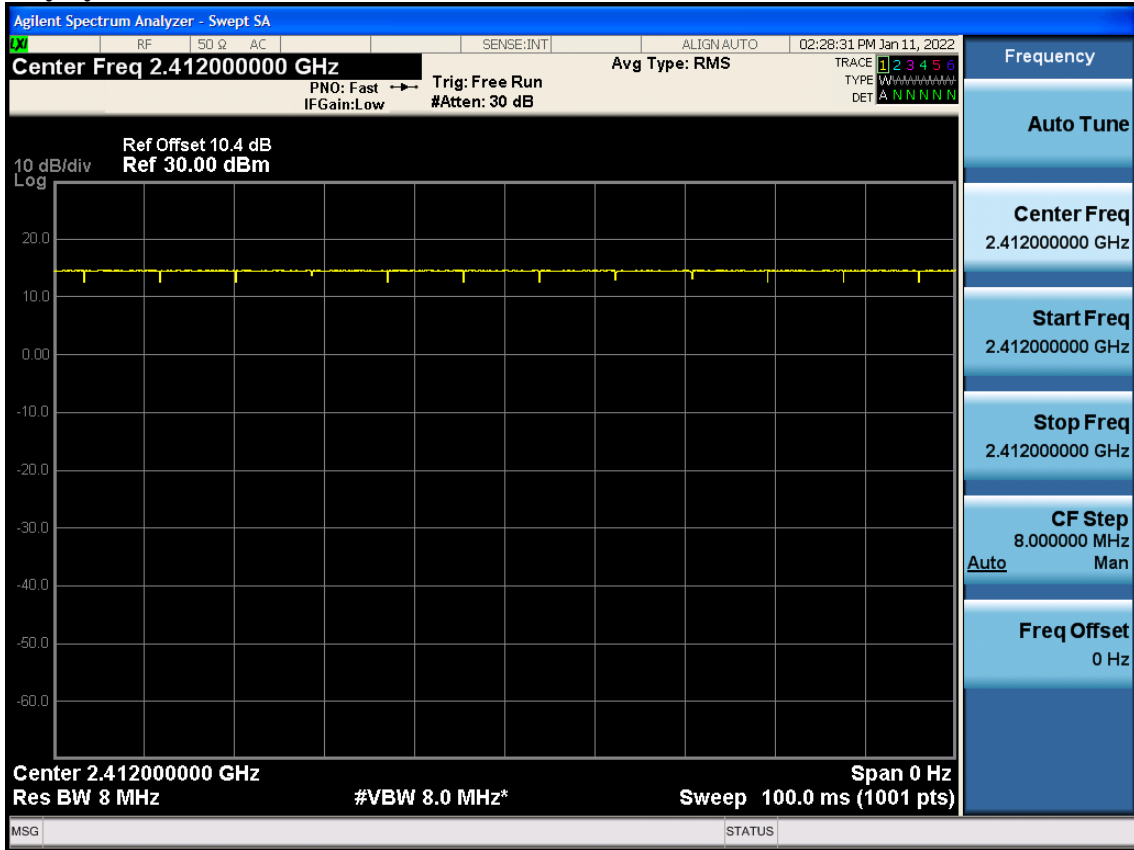 Agilent Spectrum Analyzer - Swept SA
LXI RF 50 Ω AC SENSE:INT ALIGN AUTO 02:28:31 PM Jan 11, 2022
Center Freq 2.412000000 GHz
PNO: Fast
IFGain:Low
Trig: Free Run
#Atten: 30 dB
Avg Type: RMS
TRACE 1 2 3 4 5 6
TYPE WWWWWW
DET A N N N N N
Ref Offset 10.4 dB
10 dB/div Ref 30.00 dBm
Log
20.0
10.0
0.00
-10.0
-20.0
-30.0
-40.0
-50.0
-60.0
Center 2.412000000 GHz Span 0 Hz
Res BW 8 MHz #VBW 8.0 MHz* Sweep 100.0 ms (1001 pts)
MSG STATUS
Frequency
Auto Tune
Center Freq
2.412000000 GHz
Start Freq
2.412000000 GHz
Stop Freq
2.412000000 GHz
CF Step
8.000000 MHz
Auto Man
Freq Offset
0 Hz